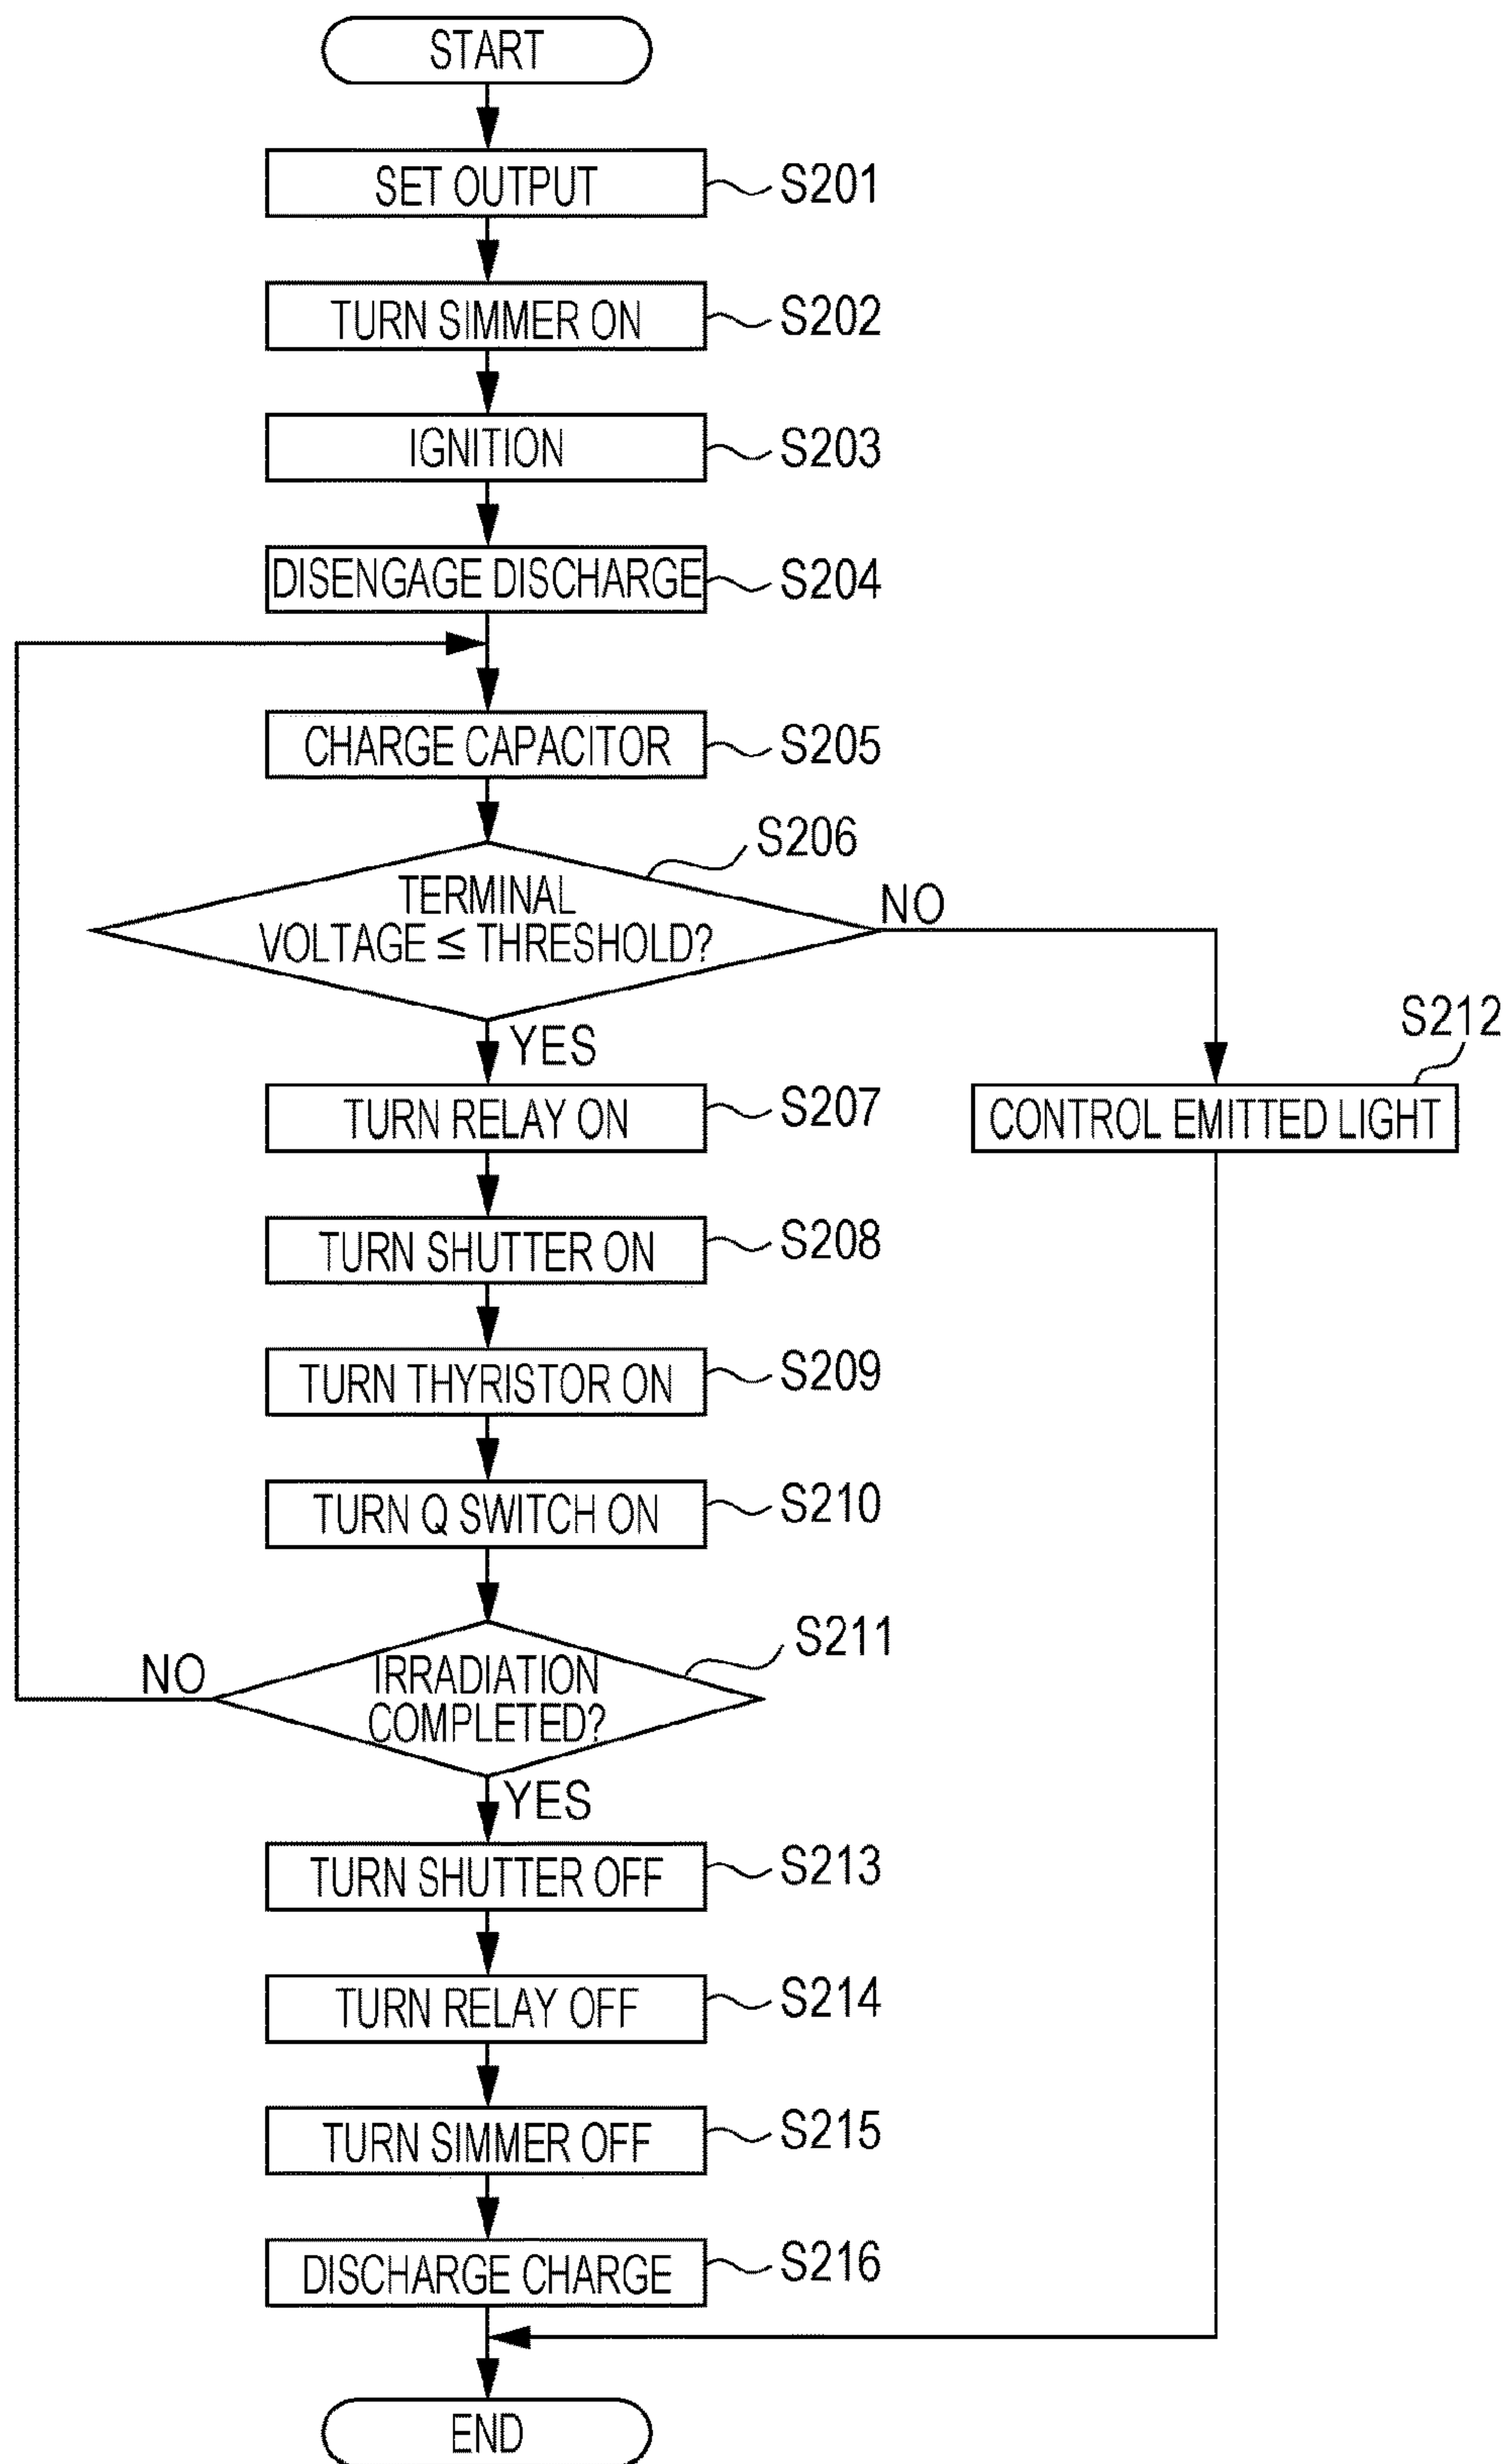 START
SET OUTPUT
S201
TURN SIMMER ON
S202
IGNITION
S203
DISENGAGE DISCHARGE
S204
CHARGE CAPACITOR
S205
S206
TERMINAL
VOLTAGE ≤ THRESHOLD?
NO
YES
S212
TURN RELAY ON
S207
CONTROL EMITTED LIGHT
TURN SHUTTER ON
S208
TURN THYRISTOR ON
S209
TURN Q SWITCH ON
S210
S211
NO
IRRADIATION
COMPLETED?
YES
TURN SHUTTER OFF
S213
TURN RELAY OFF
S214
TURN SIMMER OFF
S215
DISCHARGE CHARGE
S216
END